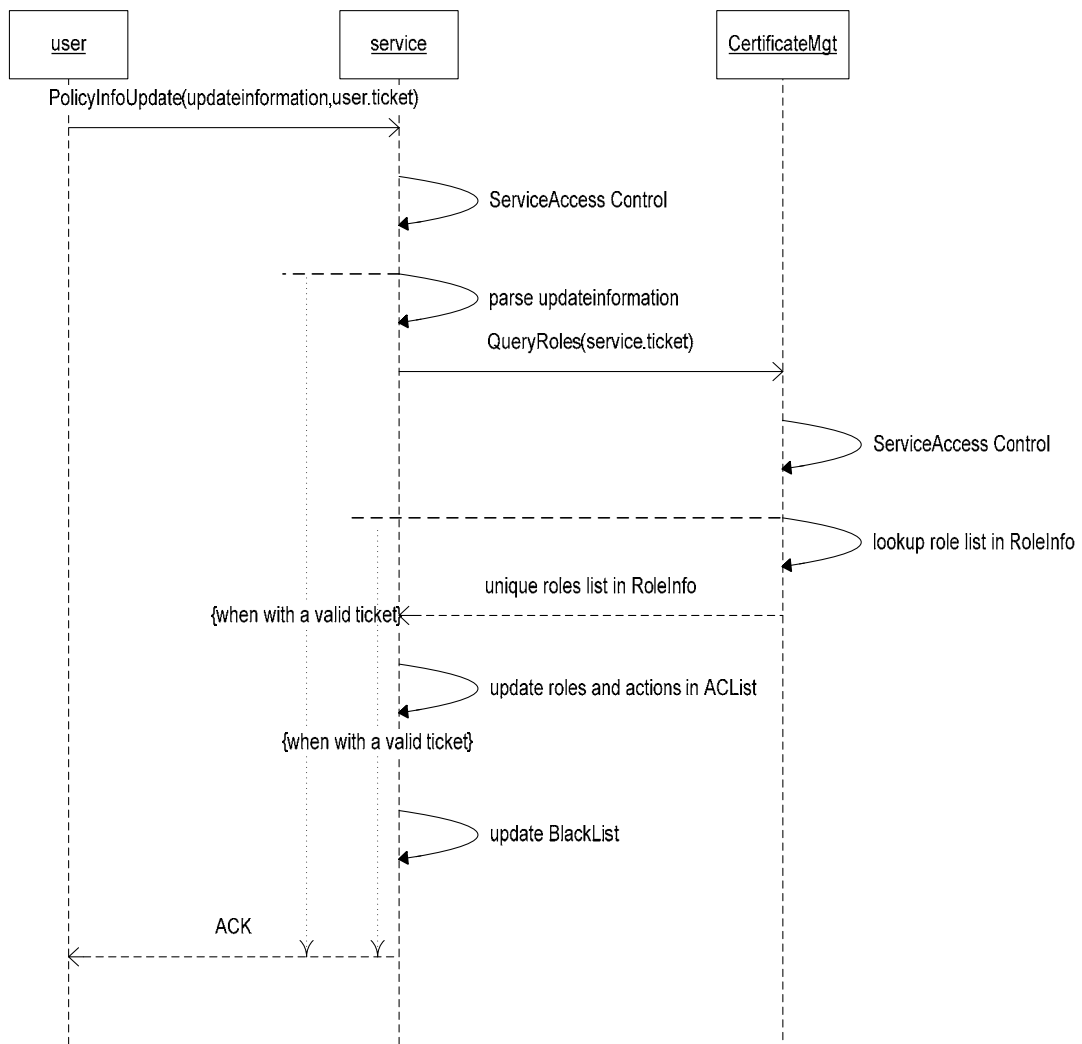 user
service
CertificateMgt
PolicyInfoUpdate(updateinformation,user.ticket)
ServiceAccess Control
parse updateinformation
QueryRoles(service.ticket)
ServiceAccess Control
lookup role list in RoleInfo
unique roles list in RoleInfo
{when with a valid ticket}
update roles and actions in ACList
{when with a valid ticket}
update BlackList
ACK